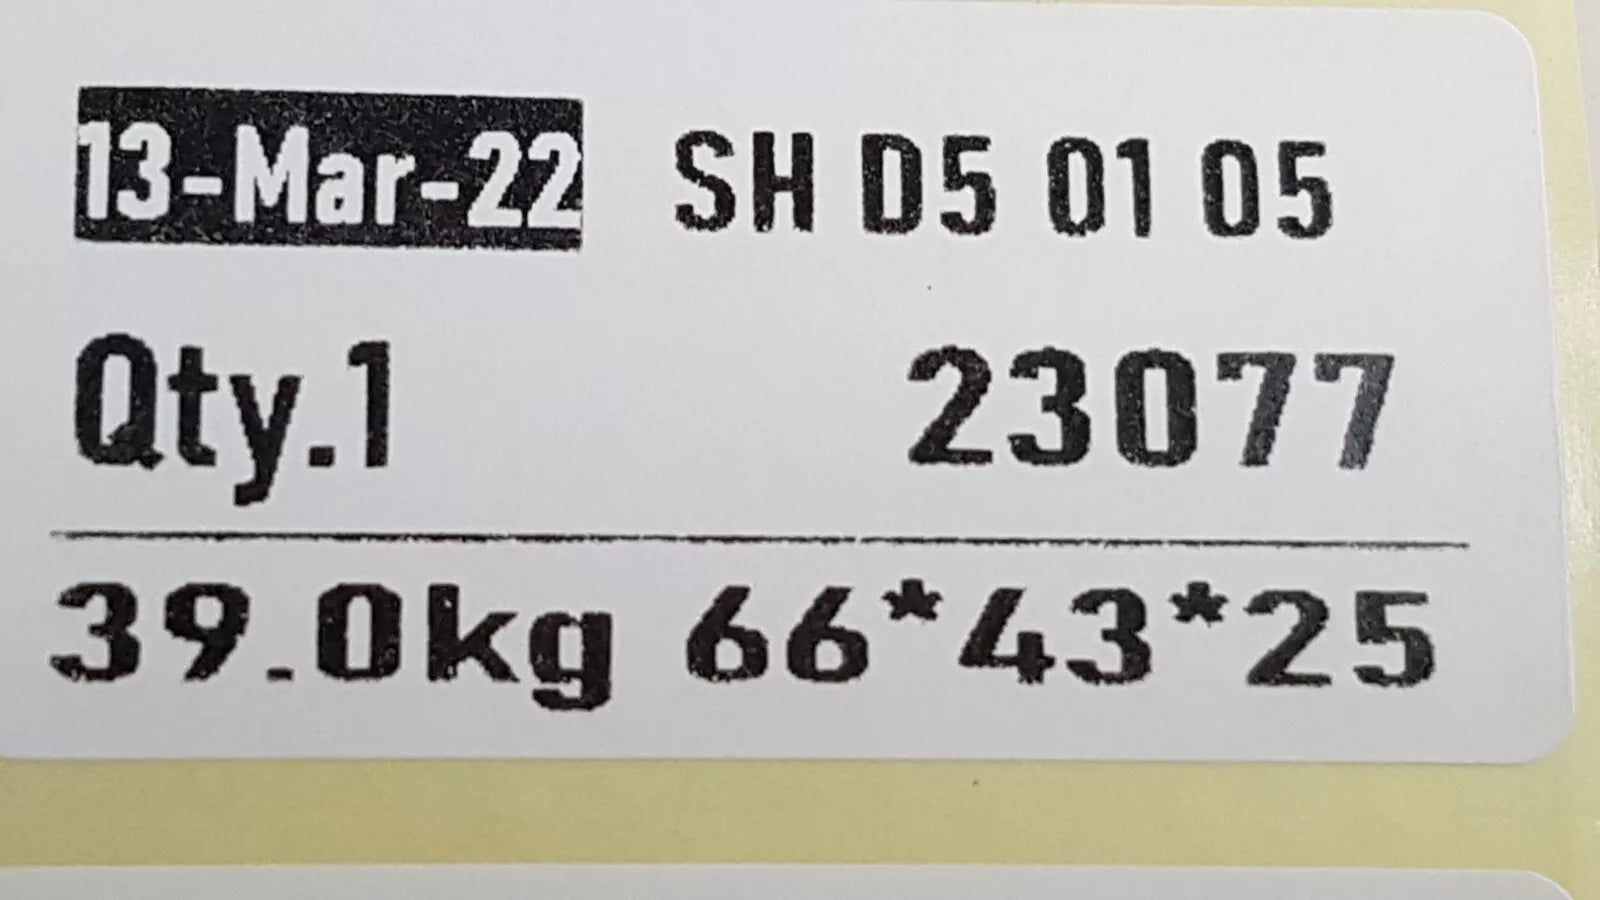 13-Mar-22 SH D5 01 05
Qty.1 23077
39.0kg 66*43*25